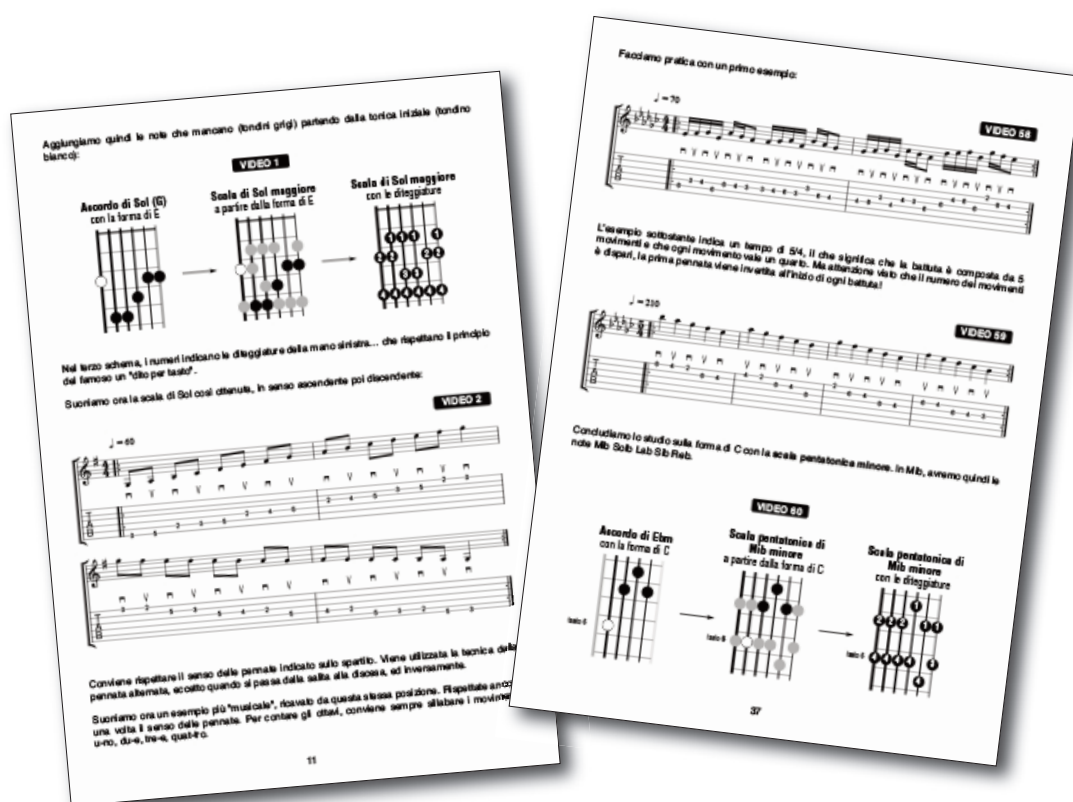 Aggiungiamo quindi le note che mancano (tondini grigi) partendo dalla tonica iniziale (tondino
bianco):
VIDEO 1
Accordo di Sol (G)
con la forma di E
Scala di Sol maggiore
a partire dalla forma di E
Scala di Sol maggiore
con le diteggiature
Nel terzo schema, i numeri indicano le diteggiature della mano sinistra... che rispettano il principio
del famoso un "dito per tasto".
Suoniamo ora la scala di Sol così ottenuta, in senso ascendente poi discendente:
VIDEO 2
♩ = 60
Conviene rispettare il senso delle pennate indicato sullo spartito. Viene utilizzata la tecnica della
pennata alternata, eccetto quando si passa dalla salita alla discesa, ed inversamente.
Suoniamo ora un esempio più "musicale", ricavato da questa stessa posizione. Rispettate anco
una volta il senso delle pennate. Per contare gli ottavi, conviene sempre sillabare i movime
u-no, du-e, tre-e, quat-tro.
11
Facciamo pratica con un primo esempio:
♩ = 70
VIDEO 58
L'esempio sottostante indica un tempo di 5/4, il che significa che la battuta è composta da 5
movimenti e che ogni movimento vale un quarto. Ma attenzione visto che il numero dei movimenti
è dispari, la prima pennata viene invertita all'inizio di ogni battuta!
♩ = 210
VIDEO 59
Concludiamo lo studio sulla forma di C con la scala pentatonica minore. In Mib, avremo quindi le
note Mib Solb Lab Sib Reb.
VIDEO 60
Accordo di Ebm
con la forma di C
Scala pentatonica di
Mib minore
a partire dalla forma di C
Scala pentatonica di
Mib minore
con le diteggiature
tasto 6
tasto 6
tasto 6
37